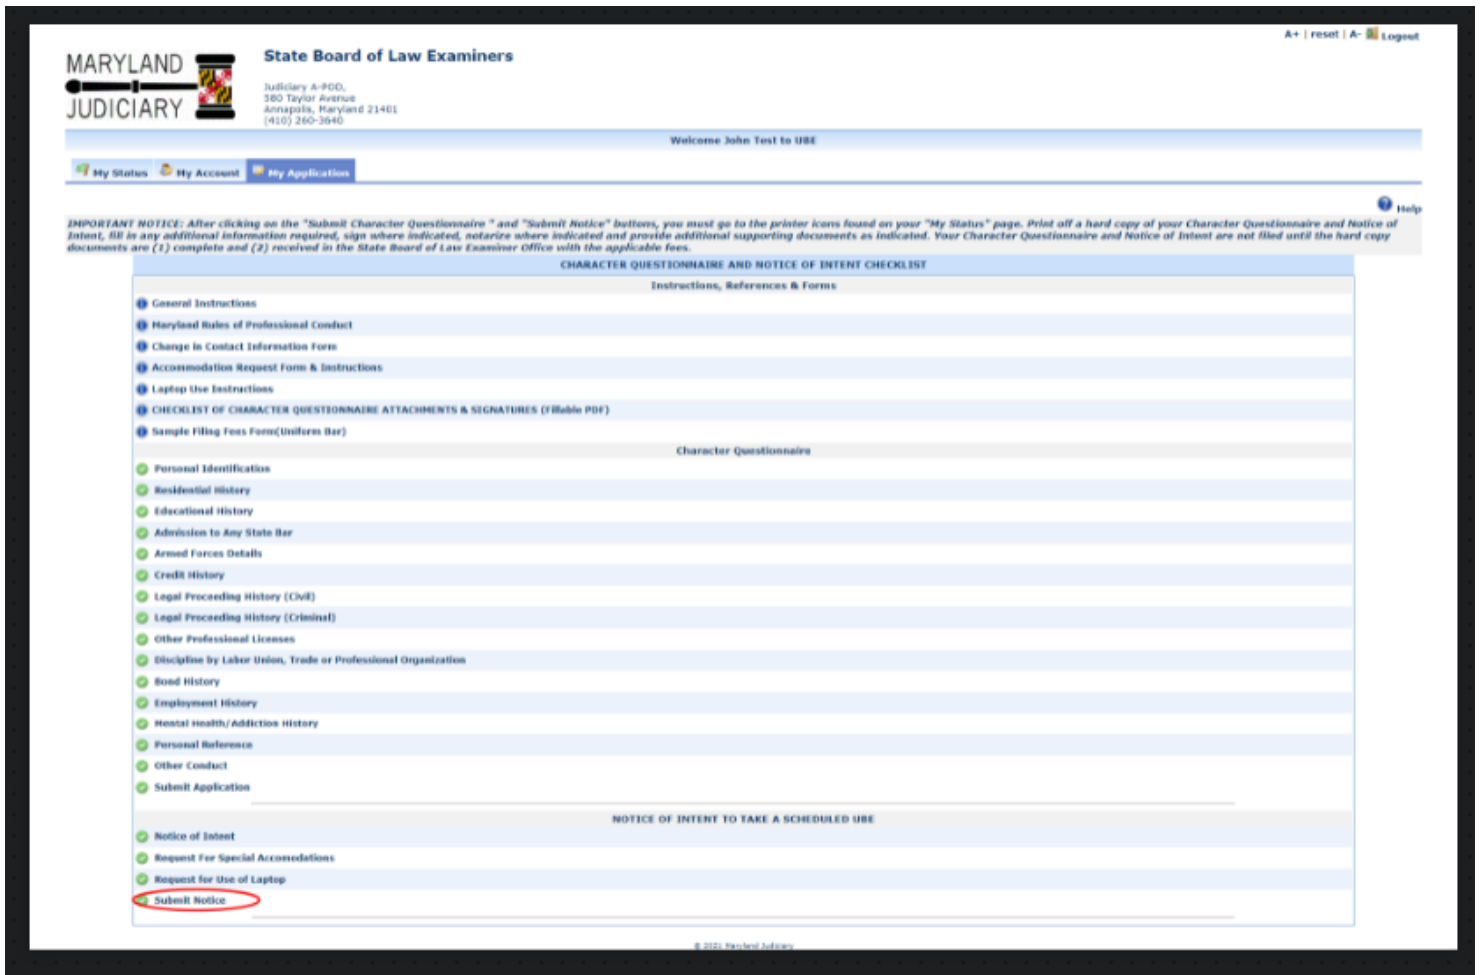 A+ | reset | A- Logout
MARYLAND
JUDICIARY
State Board of Law Examiners
Judiciary A-POD,
580 Taylor Avenue
Annapolis, Maryland 21401
(410) 260-3640
Welcome John Test to UBE
My Status My Account My Application
Help
IMPORTANT NOTICE: After clicking on the "Submit Character Questionnaire " and "Submit Notice" buttons, you must go to the printer icons found on your "My Status" page. Print off a hard copy of your Character Questionnaire and Notice of
Intent, fill in any additional information required, sign where indicated, notarize where indicated and provide additional supporting documents as indicated. Your Character Questionnaire and Notice of Intent are not filed until the hard copy
documents are (1) complete and (2) received in the State Board of Law Examiner Office with the applicable fees.
CHARACTER QUESTIONNAIRE AND NOTICE OF INTENT CHECKLIST
Instructions, References & Forms
General Instructions
Maryland Rules of Professional Conduct
Change in Contact Information Form
Accommodation Request Form & Instructions
Laptop Use Instructions
CHECKLIST OF CHARACTER QUESTIONNAIRE ATTACHMENTS & SIGNATURES (Fillable PDF)
Sample Filing Fees Form(Uniform Bar)
Character Questionnaire
Personal Identification
Residential History
Educational History
Admission to Any State Bar
Armed Forces Details
Credit History
Legal Proceeding History (Civil)
Legal Proceeding History (Criminal)
Other Professional Licenses
Discipline by Labor Union, Trade or Professional Organization
Bond History
Employment History
Mental Health/Addiction History
Personal Reference
Other Conduct
Submit Application
NOTICE OF INTENT TO TAKE A SCHEDULED UBE
Notice of Intent
Request For Special Accomodations
Request for Use of Laptop
Submit Notice
© 2021 Maryland Judiciary